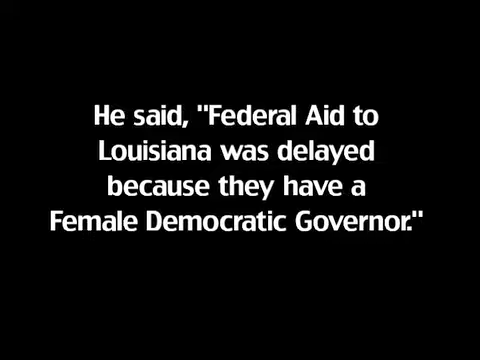 He said, "Federal Aid to
Louisiana was delayed
because they have a
Female Democratic Governor."